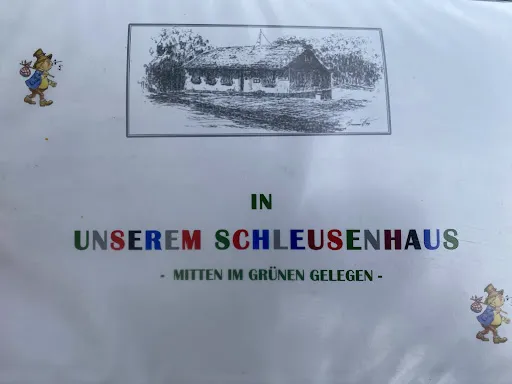 IN
UNSEREM SCHLEUSENHAUS
- MITTEN IM GRÜNEN GELEGEN -